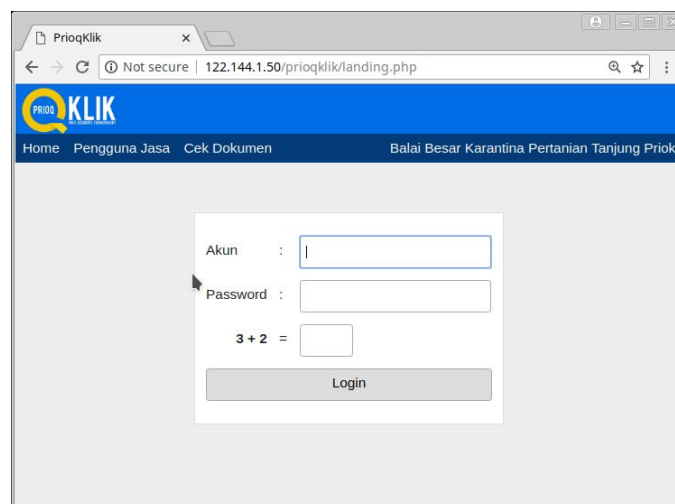 PrioqKlik
Not secure | 122.144.1.50/prioqklik/landing.php
PRIOQ KLIK
Home Pengguna Jasa Cek Dokumen Balai Besar Karantina Pertanian Tanjung Priok
Akun :
Password :
3 + 2 =
Login